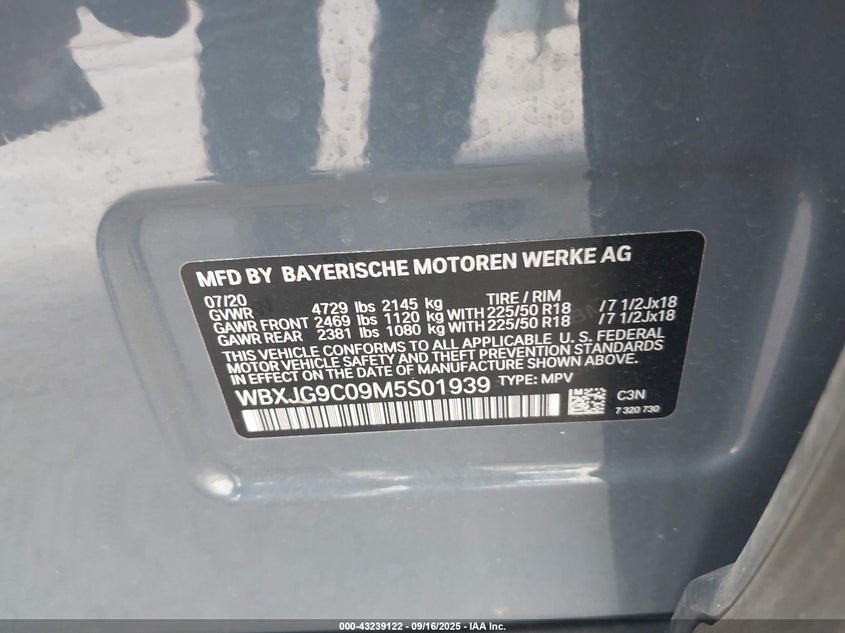 MFD BY BAYERISCHE MOTOREN WERKE AG
07/20 TIRE / RIM
GVWR 4729 lbs 2145 kg
GAWR FRONT 2469 lbs 1120 kg WITH 225/50 R18 /7 1/2Jx18
GAWR REAR 2381 lbs 1080 kg WITH 225/50 R18 /7 1/2Jx18
THIS VEHICLE CONFORMS TO ALL APPLICABLE U. S. FEDERAL
MOTOR VEHICLE SAFETY AND THEFT PREVENTION STANDARDS
IN EFFECT ON THE DATE OF MANUFACTURE SHOWN ABOVE.
WBXJG9C09M5S01939 TYPE: MPV
C3N
7 320 730
000-43239122 - 09/16/2025 - IAA Inc.